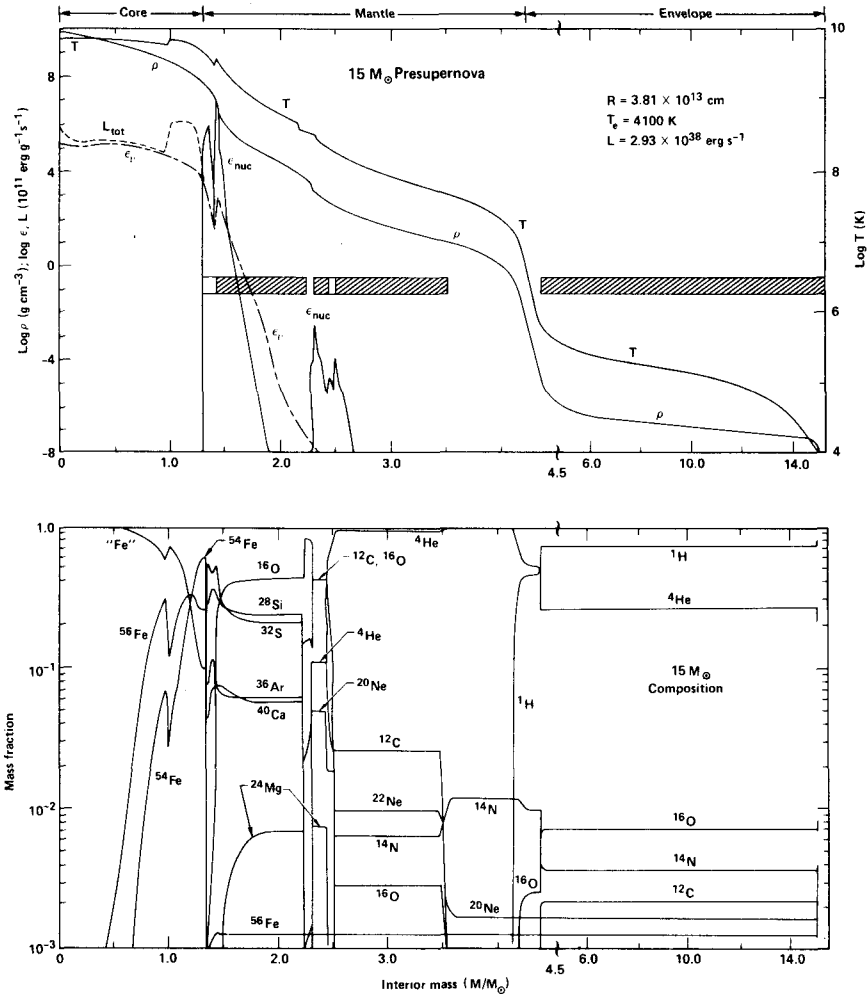 Core
Mantle
Envelope
15 M⊙ Presupernova
R = 3.81 × 10¹³ cm
Tₑ = 4100 K
L = 2.93 × 10³⁸ erg s⁻¹
T
ρ
L_tot
ε_ν
ε_nuc
T
ρ
T
ρ
ε_ν
ε_nuc
T
ρ
Log ρ (g cm⁻³); log ε, L (10¹¹ erg g⁻¹s⁻¹)
8
4
0
-4
-8
Log T (K)
10
8
6
4
0
1.0
2.0
3.0
4.5
6.0
10.0
14.0
"Fe"
⁵⁴Fe
¹⁶O
¹²C, ¹⁶O
⁴He
¹H
²⁸Si
³²S
⁴He
⁴He
⁵⁶Fe
³⁶Ar
²⁰Ne
15 M⊙
Composition
⁴⁰Ca
¹H
⁵⁴Fe
¹²C
²⁴Mg
²²Ne
¹⁴N
¹⁶O
¹⁴N
¹⁴N
¹⁶O
¹⁶O
¹²C
⁵⁶Fe
²⁰Ne
Mass fraction
1.0
10⁻¹
10⁻²
10⁻³
0
1.0
2.0
3.0
4.5
6.0
10.0
14.0
Interior mass (M/M⊙)